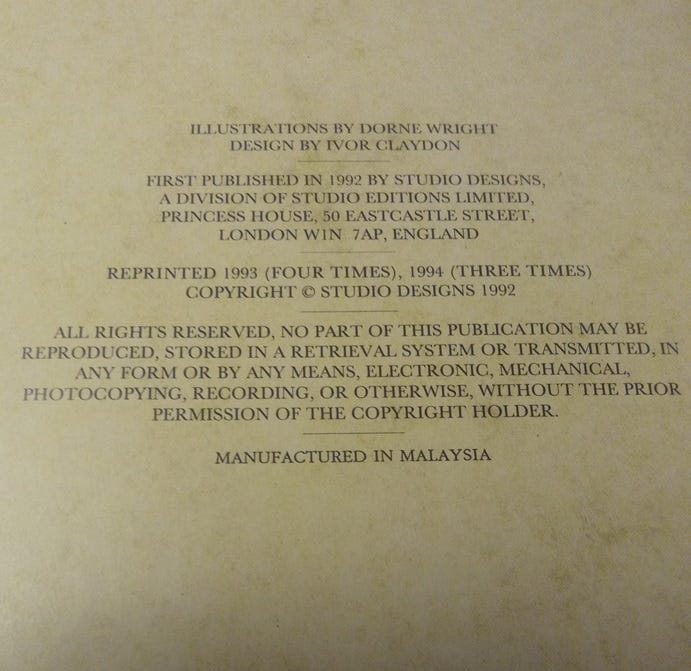 ILLUSTRATIONS BY DORNE WRIGHT
DESIGN BY IVOR CLAYDON
FIRST PUBLISHED IN 1992 BY STUDIO DESIGNS,
A DIVISION OF STUDIO EDITIONS LIMITED,
PRINCESS HOUSE, 50 EASTCASTLE STREET,
LONDON W1N 7AP, ENGLAND
REPRINTED 1993 (FOUR TIMES), 1994 (THREE TIMES)
COPYRIGHT © STUDIO DESIGNS 1992
ALL RIGHTS RESERVED, NO PART OF THIS PUBLICATION MAY BE
REPRODUCED, STORED IN A RETRIEVAL SYSTEM OR TRANSMITTED, IN
ANY FORM OR BY ANY MEANS, ELECTRONIC, MECHANICAL,
PHOTOCOPYING, RECORDING, OR OTHERWISE, WITHOUT THE PRIOR
PERMISSION OF THE COPYRIGHT HOLDER.
MANUFACTURED IN MALAYSIA